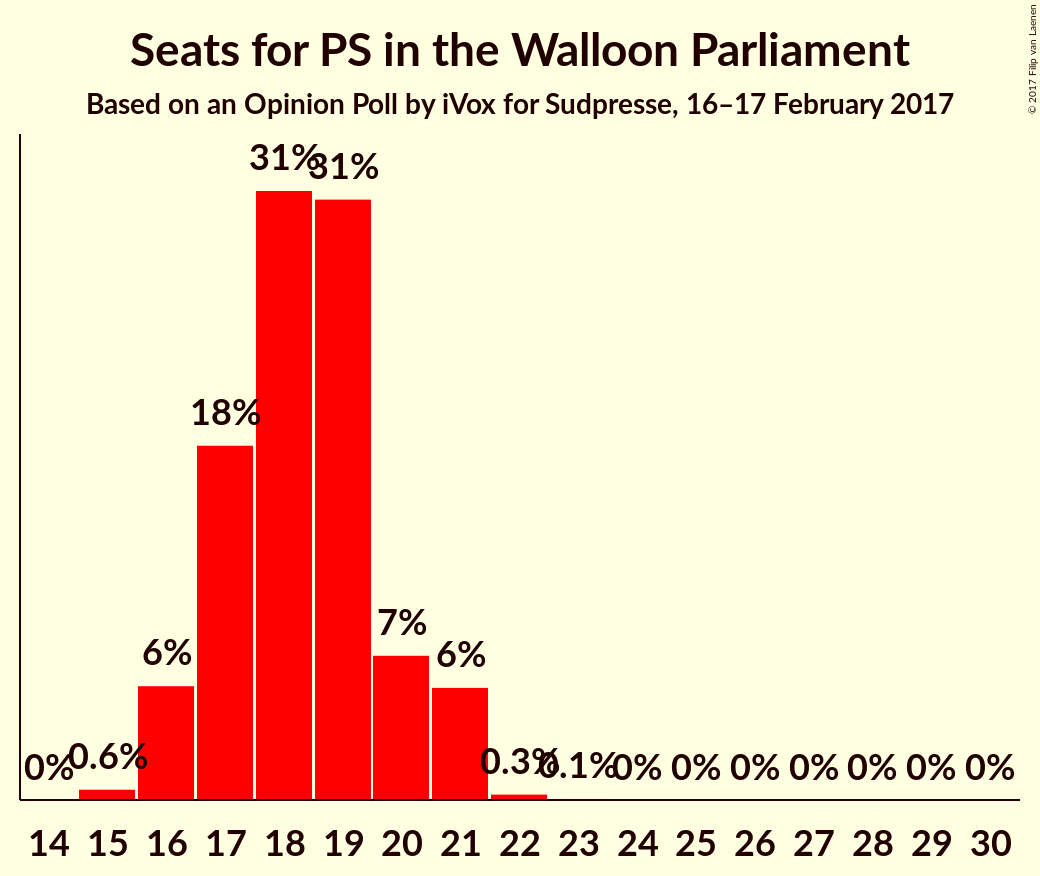 Seats for PS in the Walloon Parliament
Based on an Opinion Poll by iVox for Sudpresse, 16–17 February 2017
© 2017 Filip van Laenen
0% 0.6% 6% 18% 31% 31% 7% 6% 0.3% 0.1% 0% 0% 0% 0% 0% 0% 0%
14 15 16 17 18 19 20 21 22 23 24 25 26 27 28 29 30